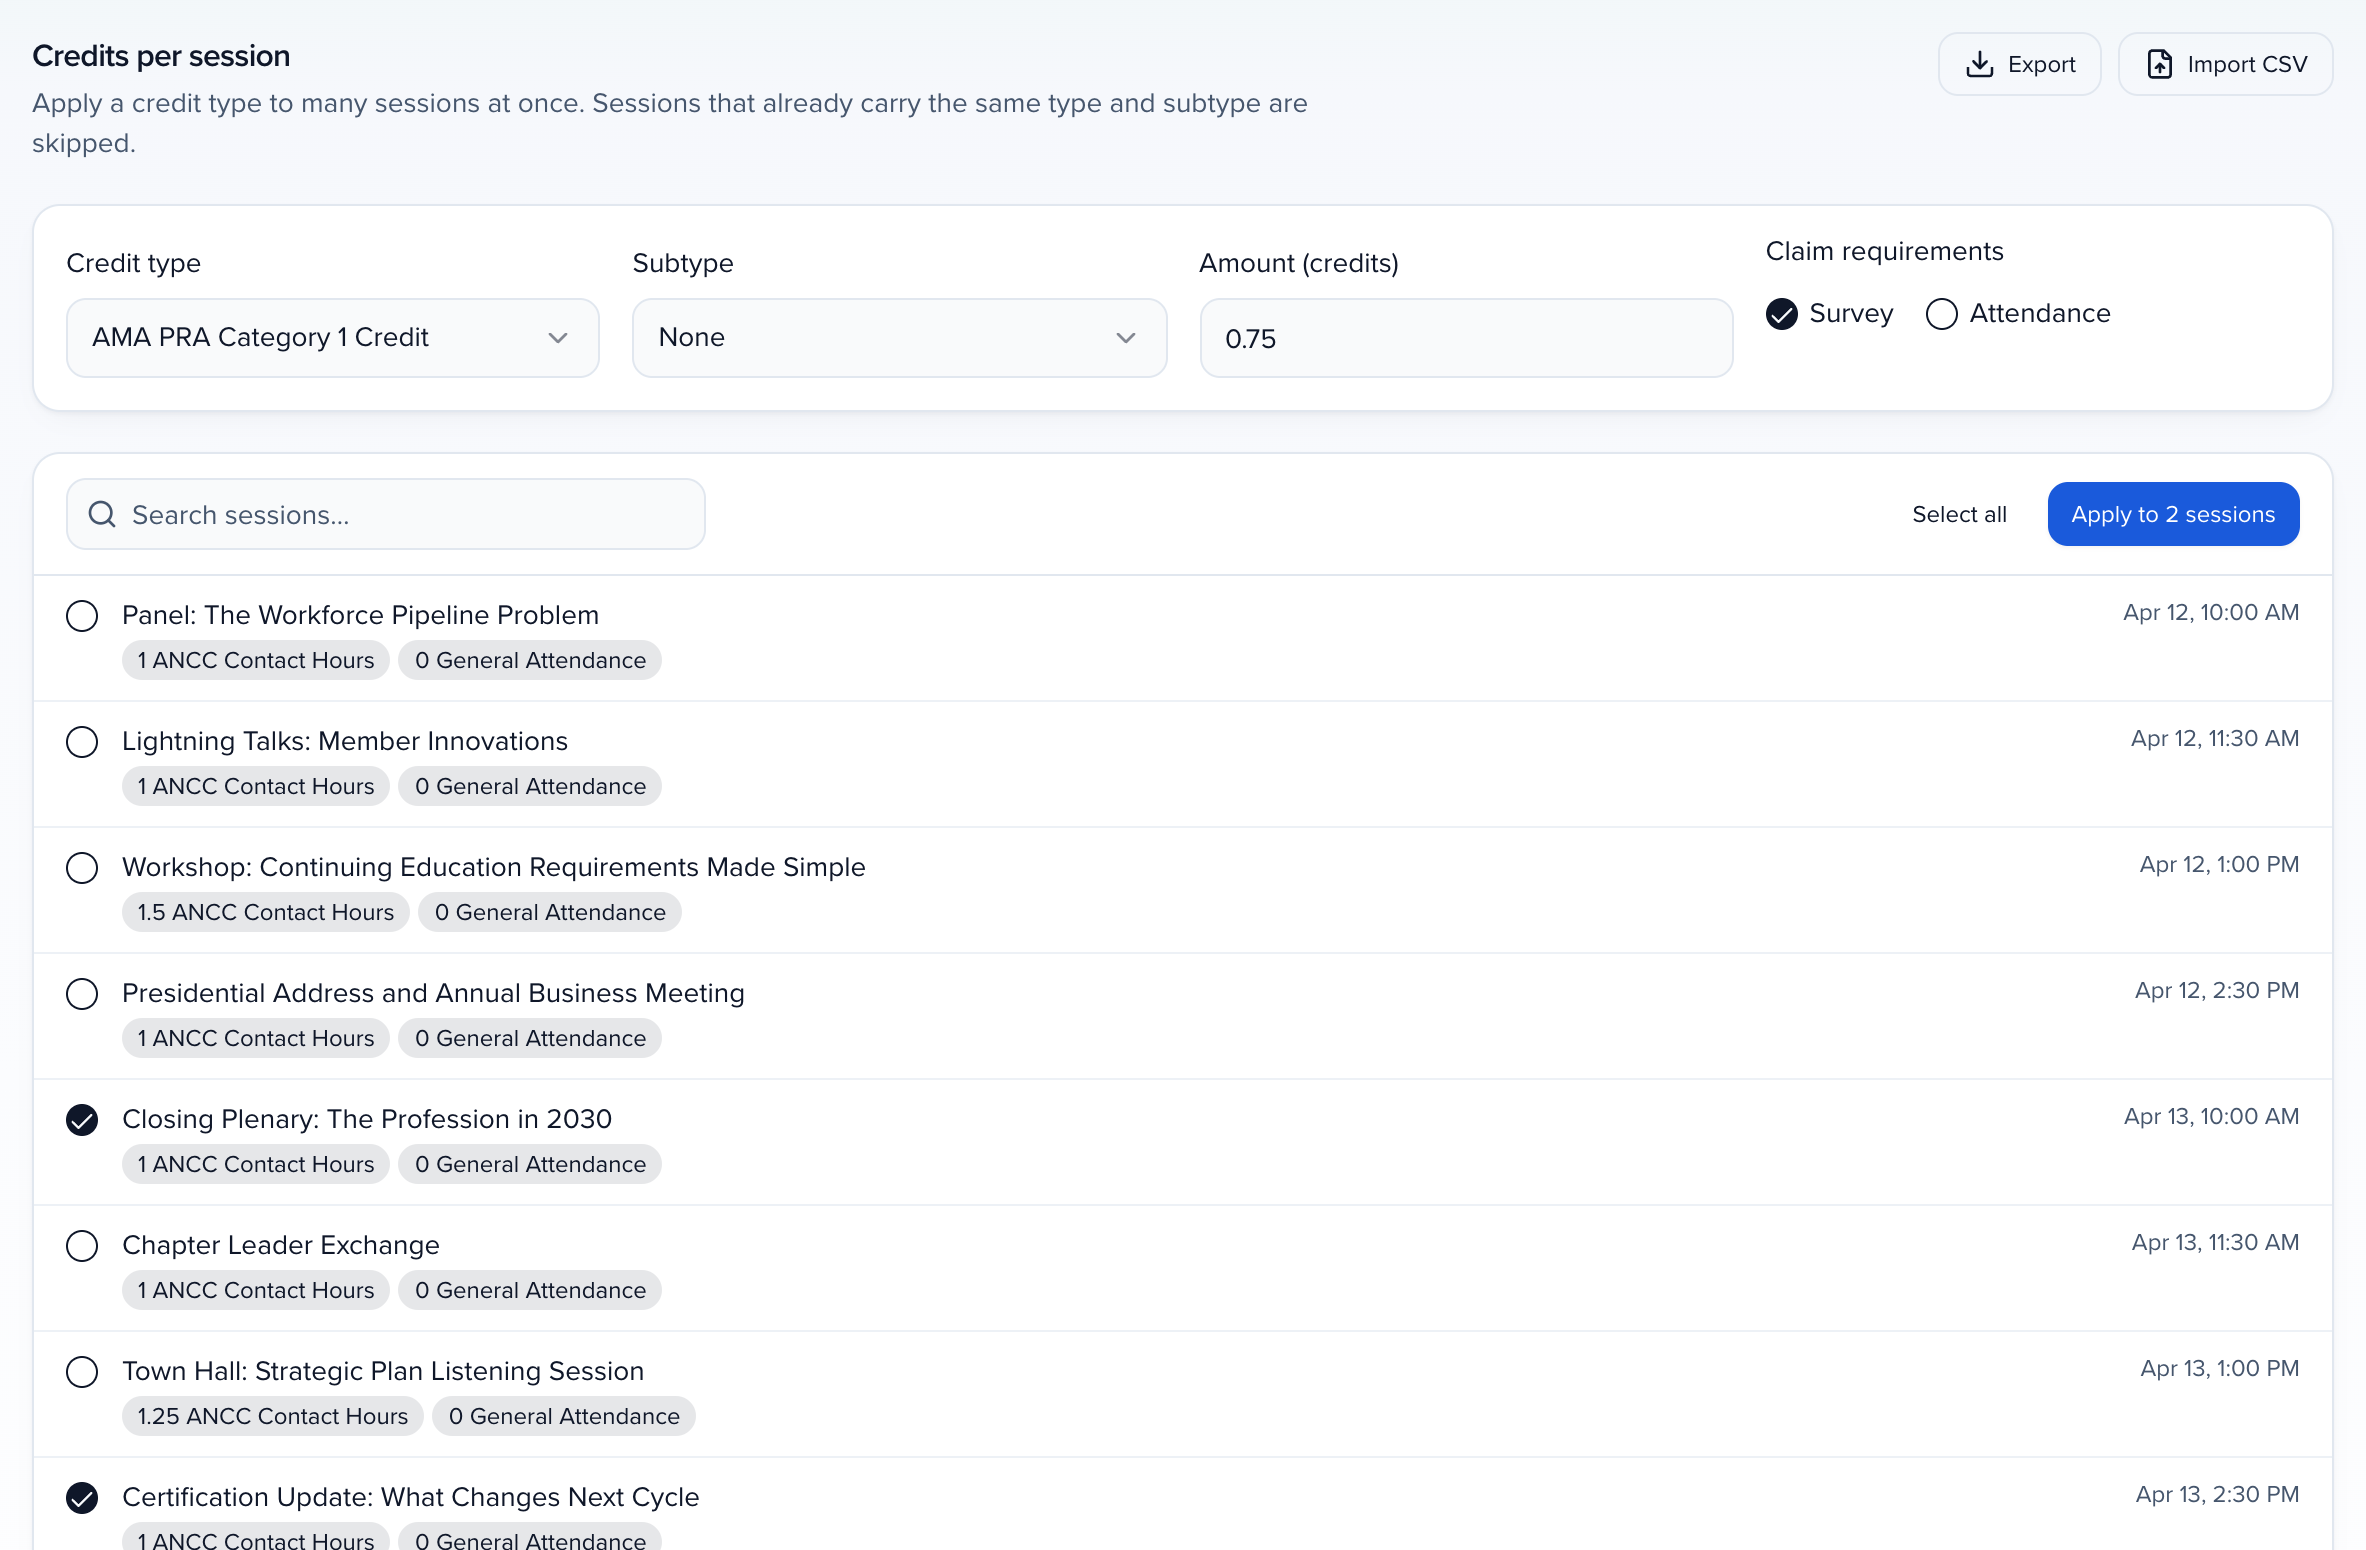 Credits per session
Apply a credit type to many sessions at once. Sessions that already carry the same type and subtype are
skipped.
Export
Import CSV
Credit type
AMA PRA Category 1 Credit
Subtype
None
Amount (credits)
0.75
Claim requirements
Survey
Attendance
Search sessions...
Select all
Apply to 2 sessions
Panel: The Workforce Pipeline Problem
Apr 12, 10:00 AM
1 ANCC Contact Hours
0 General Attendance
Lightning Talks: Member Innovations
Apr 12, 11:30 AM
1 ANCC Contact Hours
0 General Attendance
Workshop: Continuing Education Requirements Made Simple
Apr 12, 1:00 PM
1.5 ANCC Contact Hours
0 General Attendance
Presidential Address and Annual Business Meeting
Apr 12, 2:30 PM
1 ANCC Contact Hours
0 General Attendance
Closing Plenary: The Profession in 2030
Apr 13, 10:00 AM
1 ANCC Contact Hours
0 General Attendance
Chapter Leader Exchange
Apr 13, 11:30 AM
1 ANCC Contact Hours
0 General Attendance
Town Hall: Strategic Plan Listening Session
Apr 13, 1:00 PM
1.25 ANCC Contact Hours
0 General Attendance
Certification Update: What Changes Next Cycle
Apr 13, 2:30 PM
1 ANCC Contact Hours
0 General Attendance